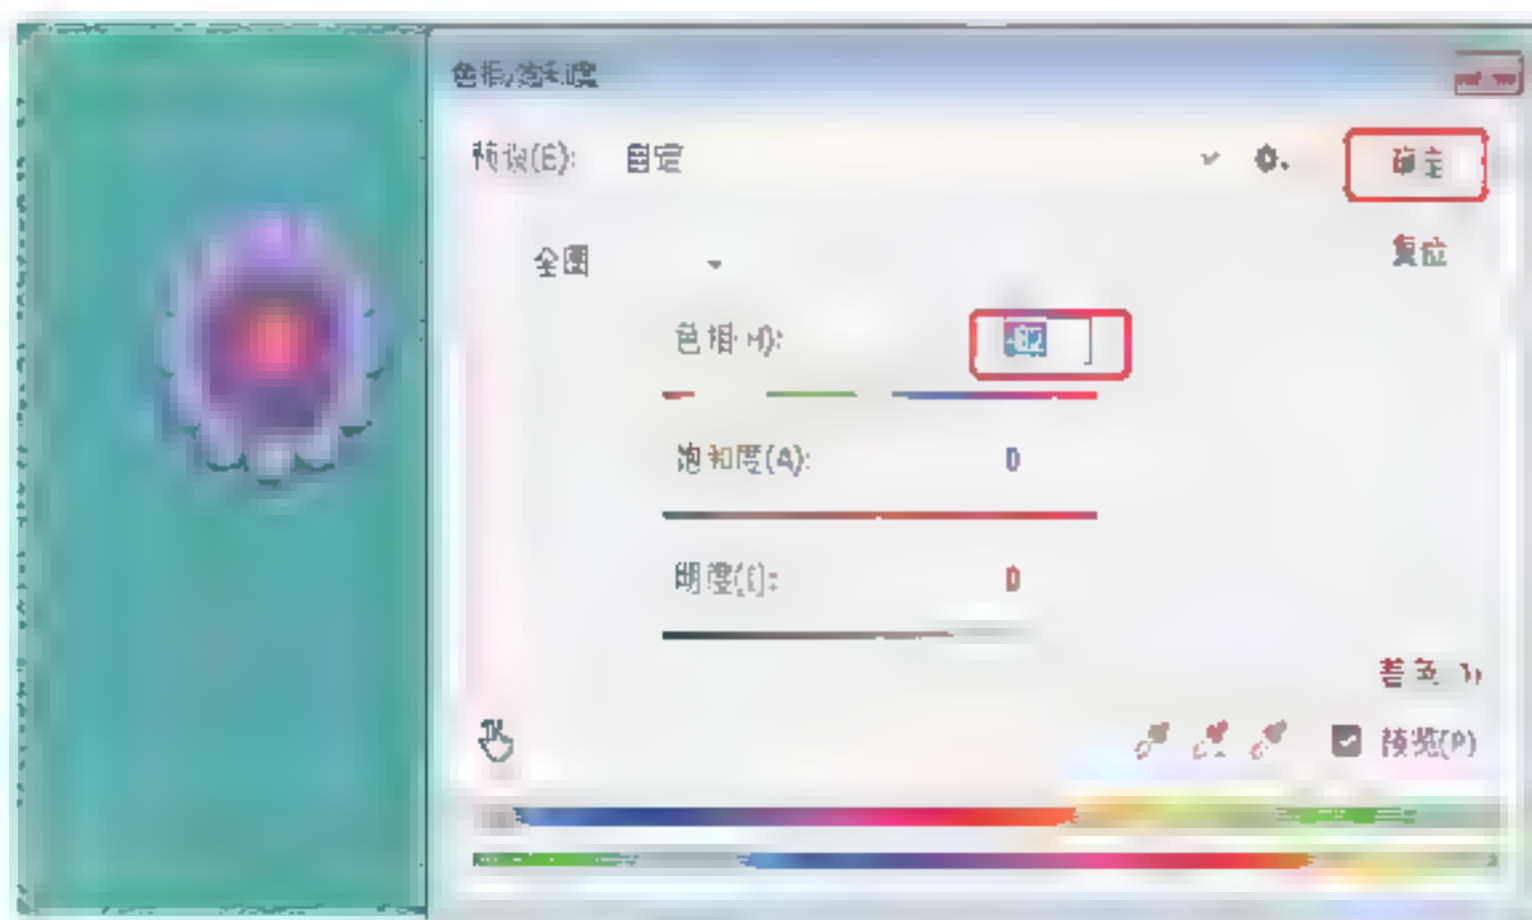 色相/饱和度
预设(E): 自定
确定
全图
复位
色相(H):
饱和度(A): 0
明度(I): 0
着色
预览(P)